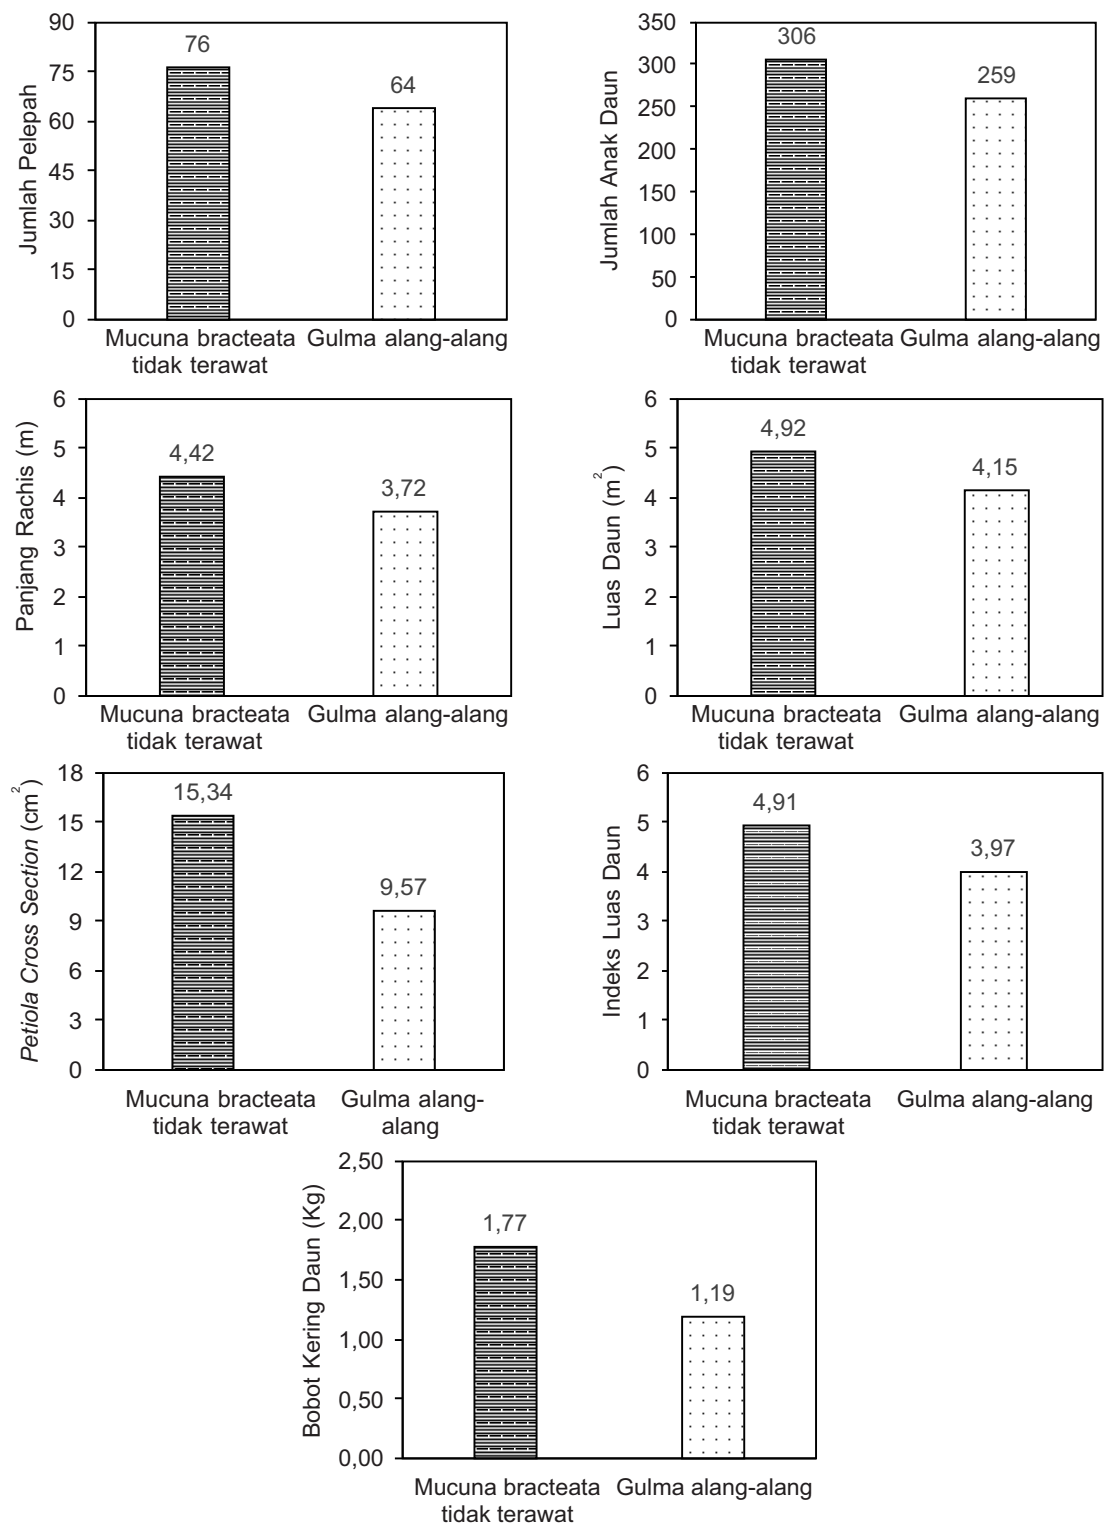 Jumlah Pelepah
90
75
60
45
30
15
0
76
64
Mucuna bracteata
tidak terawat
Gulma alang-alang
Jumlah Anak Daun
350
300
250
200
150
100
50
0
306
259
Mucuna bracteata
tidak terawat
Gulma alang-alang
Panjang Rachis (m)
6
5
4
3
2
1
0
4,42
3,72
Mucuna bracteata
tidak terawat
Gulma alang-alang
Luas Daun (m²)
6
5
4
3
2
1
0
4,92
4,15
Mucuna bracteata
tidak terawat
Gulma alang-alang
Petiola Cross Section (cm²)
18
15
12
9
6
3
0
15,34
9,57
Mucuna bracteata
tidak terawat
Gulma alang-
alang
Indeks Luas Daun
6
5
4
3
2
1
0
4,91
3,97
Mucuna bracteata
tidak terawat
Gulma alang-alang
Bobot Kering Daun (Kg)
2,50
2,00
1,50
1,00
0,50
0,00
1,77
1,19
Mucuna bracteata
tidak terawat
Gulma alang-alang